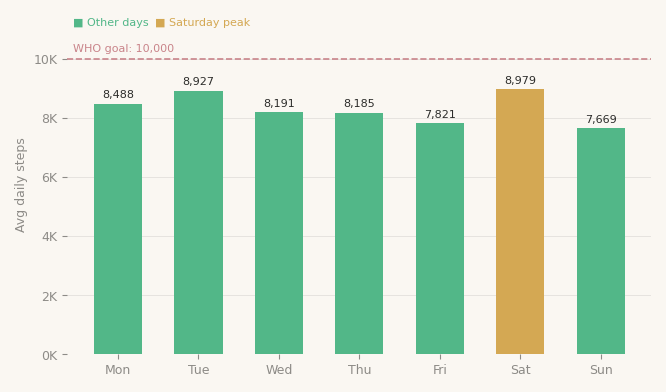 ■ Other days ■ Saturday peak
WHO goal: 10,000
10K
8K
6K
4K
2K
0K
Avg daily steps
8,488
8,927
8,191
8,185
7,821
8,979
7,669
Mon Tue Wed Thu Fri Sat Sun